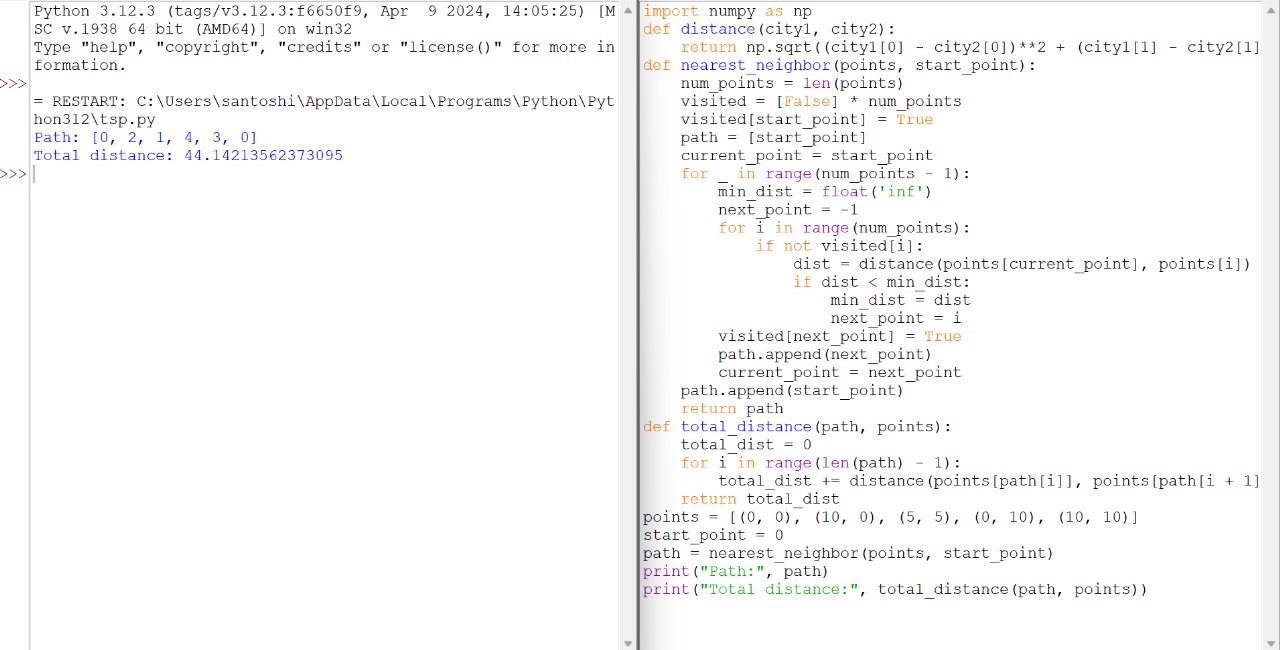 Python 3.12.3 (tags/v3.12.3:f6650f9, Apr  9 2024, 14:05:25) [M
SC v.1938 64 bit (AMD64)] on win32
Type "help", "copyright", "credits" or "license()" for more in
formation.
>>>
= RESTART: C:\Users\santoshi\AppData\Local\Programs\Python\Pyt
hon312\tsp.py
Path: [0, 2, 1, 4, 3, 0]
Total distance: 44.14213562373095
>>>
import numpy as np
def distance(city1, city2):
    return np.sqrt((city1[0] - city2[0])**2 + (city1[1] - city2[1]
def nearest_neighbor(points, start_point):
    num_points = len(points)
    visited = [False] * num_points
    visited[start_point] = True
    path = [start_point]
    current_point = start_point
    for _ in range(num_points - 1):
        min_dist = float('inf')
        next_point = -1
        for i in range(num_points):
            if not visited[i]:
                dist = distance(points[current_point], points[i])
                if dist < min_dist:
                    min_dist = dist
                    next_point = i
        visited[next_point] = True
        path.append(next_point)
        current_point = next_point
    path.append(start_point)
    return path
def total_distance(path, points):
    total_dist = 0
    for i in range(len(path) - 1):
        total_dist += distance(points[path[i]], points[path[i + 1]
    return total_dist
points = [(0, 0), (10, 0), (5, 5), (0, 10), (10, 10)]
start_point = 0
path = nearest_neighbor(points, start_point)
print("Path:", path)
print("Total distance:", total_distance(path, points))